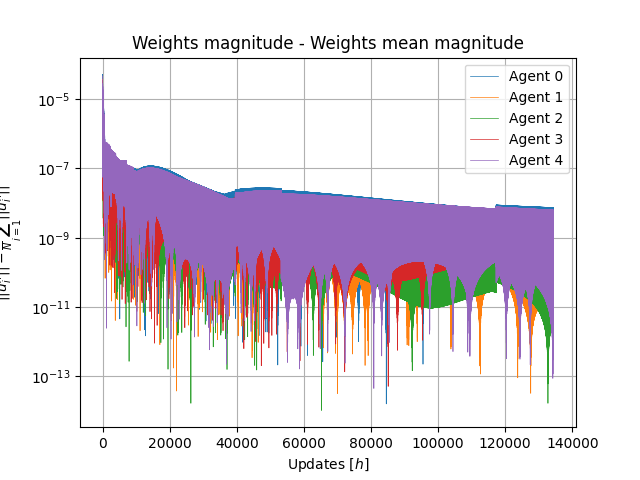 Weights magnitude - Weights mean magnitude
Agent 0
Agent 1
Agent 2
Agent 3
Agent 4
10⁻⁵
10⁻⁷
10⁻⁹
10⁻¹¹
10⁻¹³
0
20000
40000
60000
80000
100000
120000
140000
Updates [h]